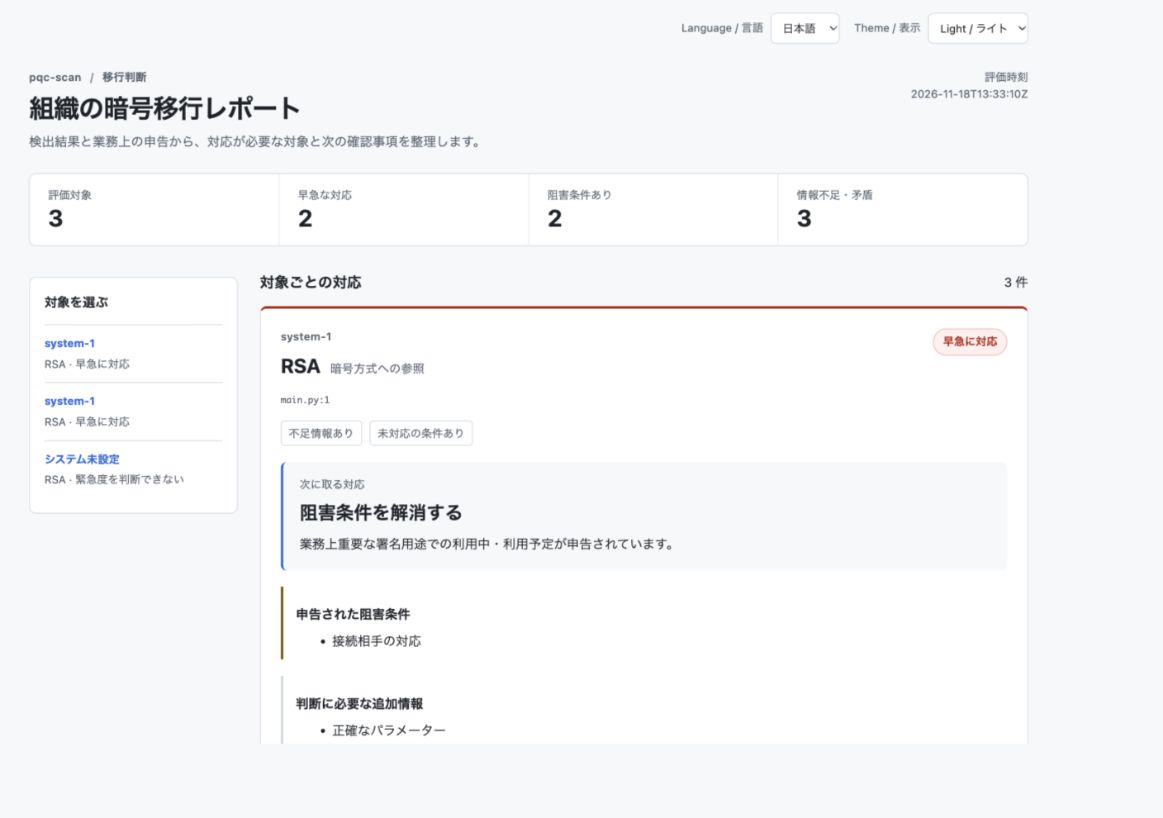 Language / 言語 日本語 Theme / 表示 Light / ライト
pqc-scan / 移行判断
評価時刻
組織の暗号移行レポート
2026-11-18T13:33:10Z
検出結果と業務上の申告から、対応が必要な対象と次の確認事項を整理します。
評価対象
3
早急な対応
2
阻害条件あり
2
情報不足・矛盾
3
対象を選ぶ
system-1
RSA · 早急に対応
system-1
RSA · 早急に対応
システム未設定
RSA · 緊急度を判断できない
対象ごとの対応
3 件
system-1
早急に対応
RSA 暗号方式への参照
main.py:1
不足情報あり 未対応の条件あり
次に取る対応
阻害条件を解消する
業務上重要な署名用途での利用中・利用予定が申告されています。
申告された阻害条件
• 接続相手の対応
判断に必要な追加情報
• 正確なパラメーター